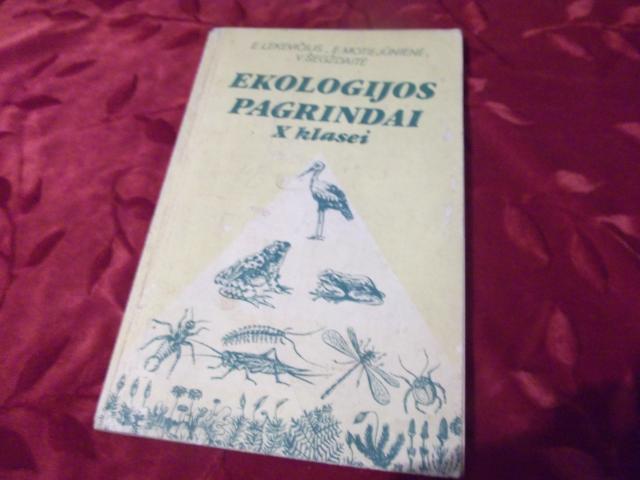 E. LEKEVIČIUS, E. MOTIEJŪNIENĖ,
V. ŠEGŽDAITĖ
EKOLOGIJOS
PAGRINDAI
X klasei